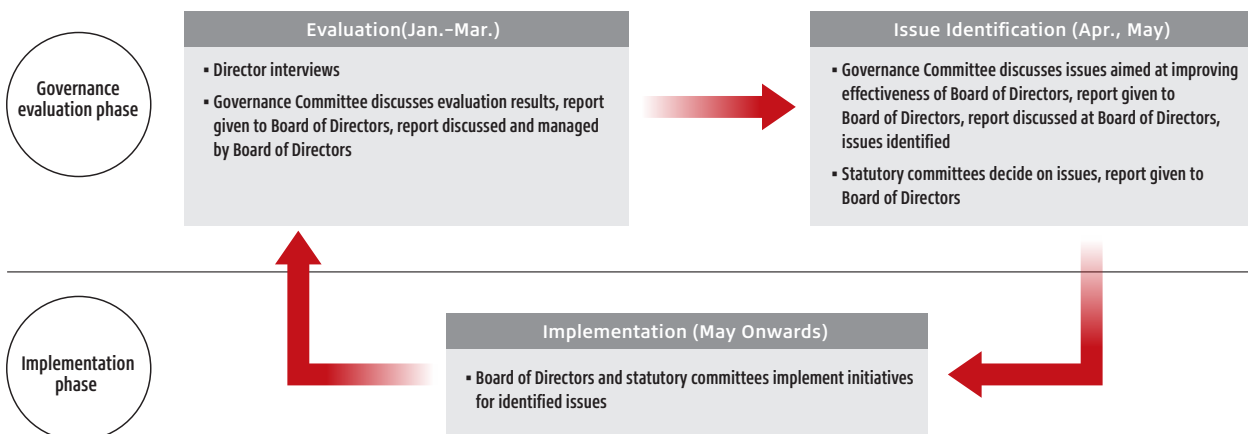 Governance
evaluation phase
Evaluation(Jan.–Mar.)
▪ Director interviews
▪ Governance Committee discusses evaluation results, report
given to Board of Directors, report discussed and managed
by Board of Directors
Issue Identification (Apr., May)
▪ Governance Committee discusses issues aimed at improving
effectiveness of Board of Directors, report given to
Board of Directors, report discussed at Board of Directors,
issues identified
▪ Statutory committees decide on issues, report given to
Board of Directors
Implementation
phase
Implementation (May Onwards)
▪ Board of Directors and statutory committees implement initiatives
for identified issues